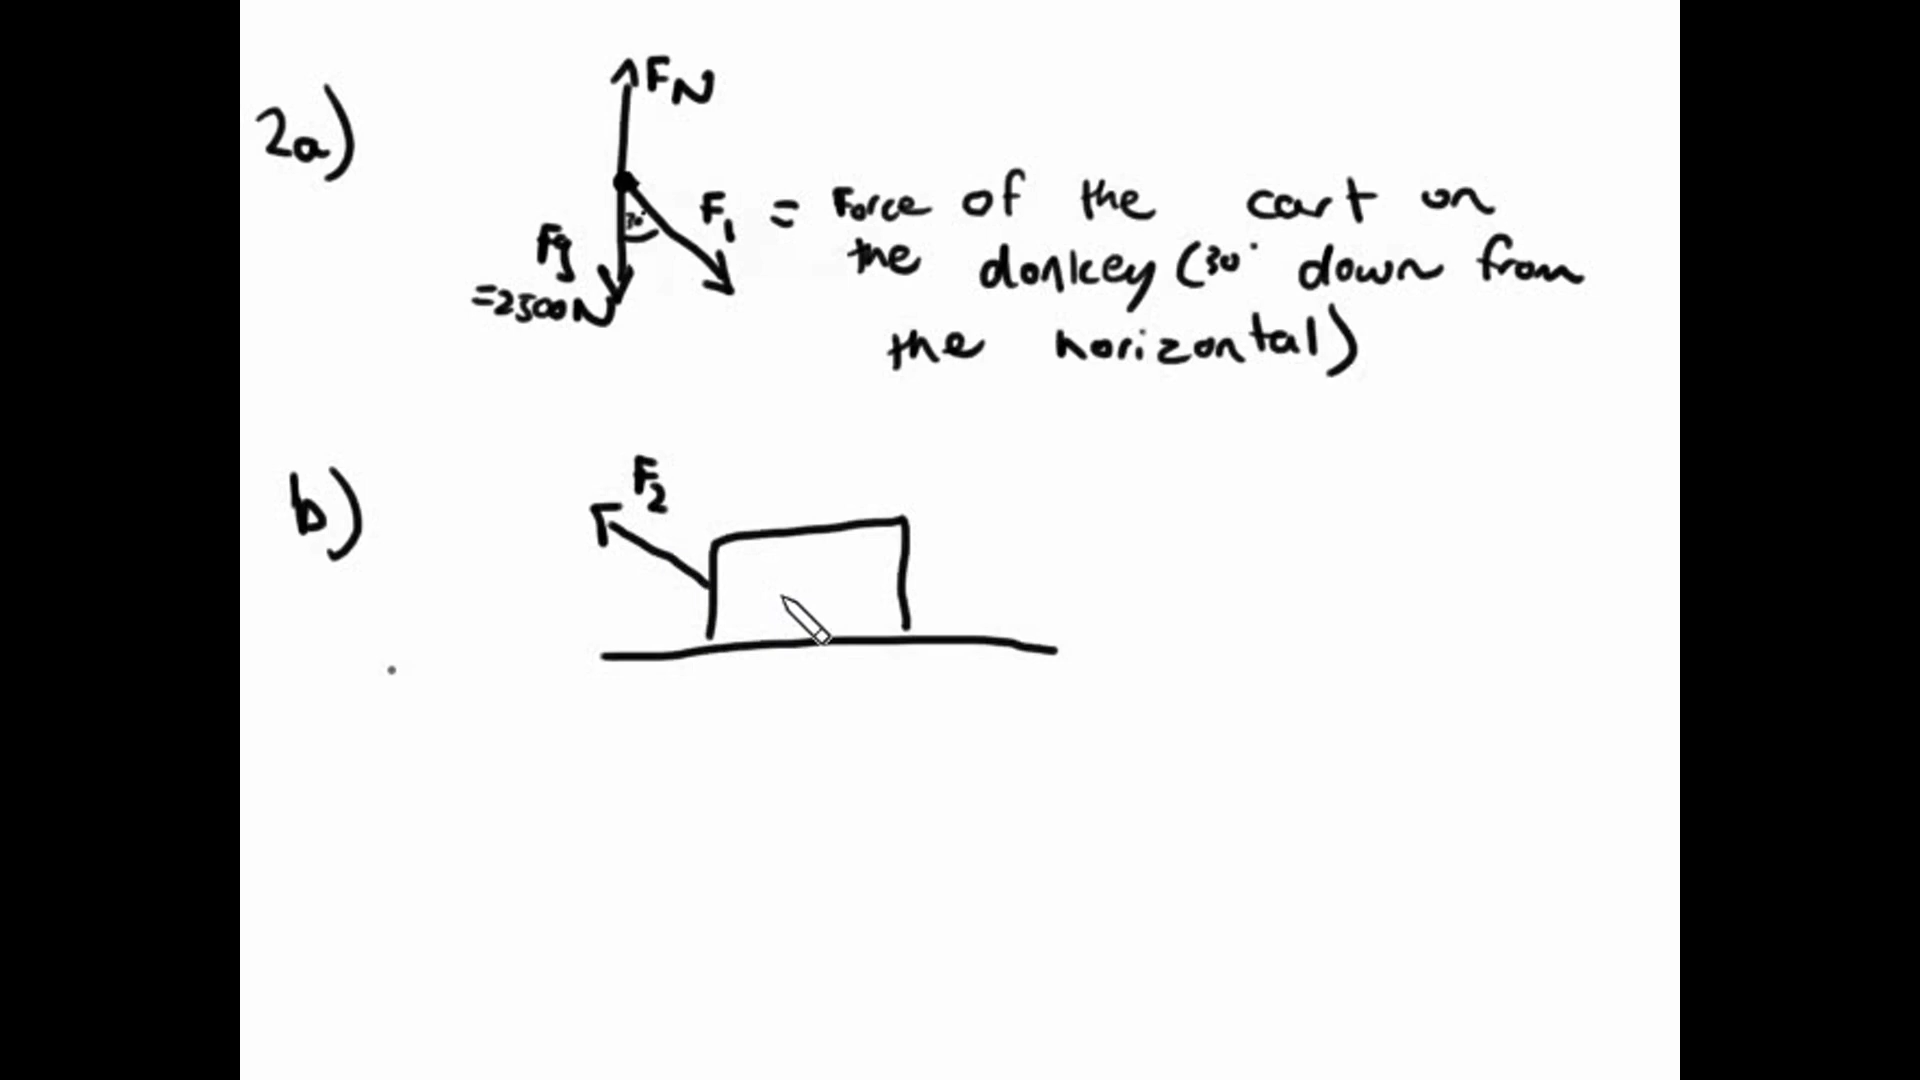 2a)
FN
30°
F1 = Force of the cart on
Fg
the donkey (30° down from
=2500N
the horizontal)
b)
F2